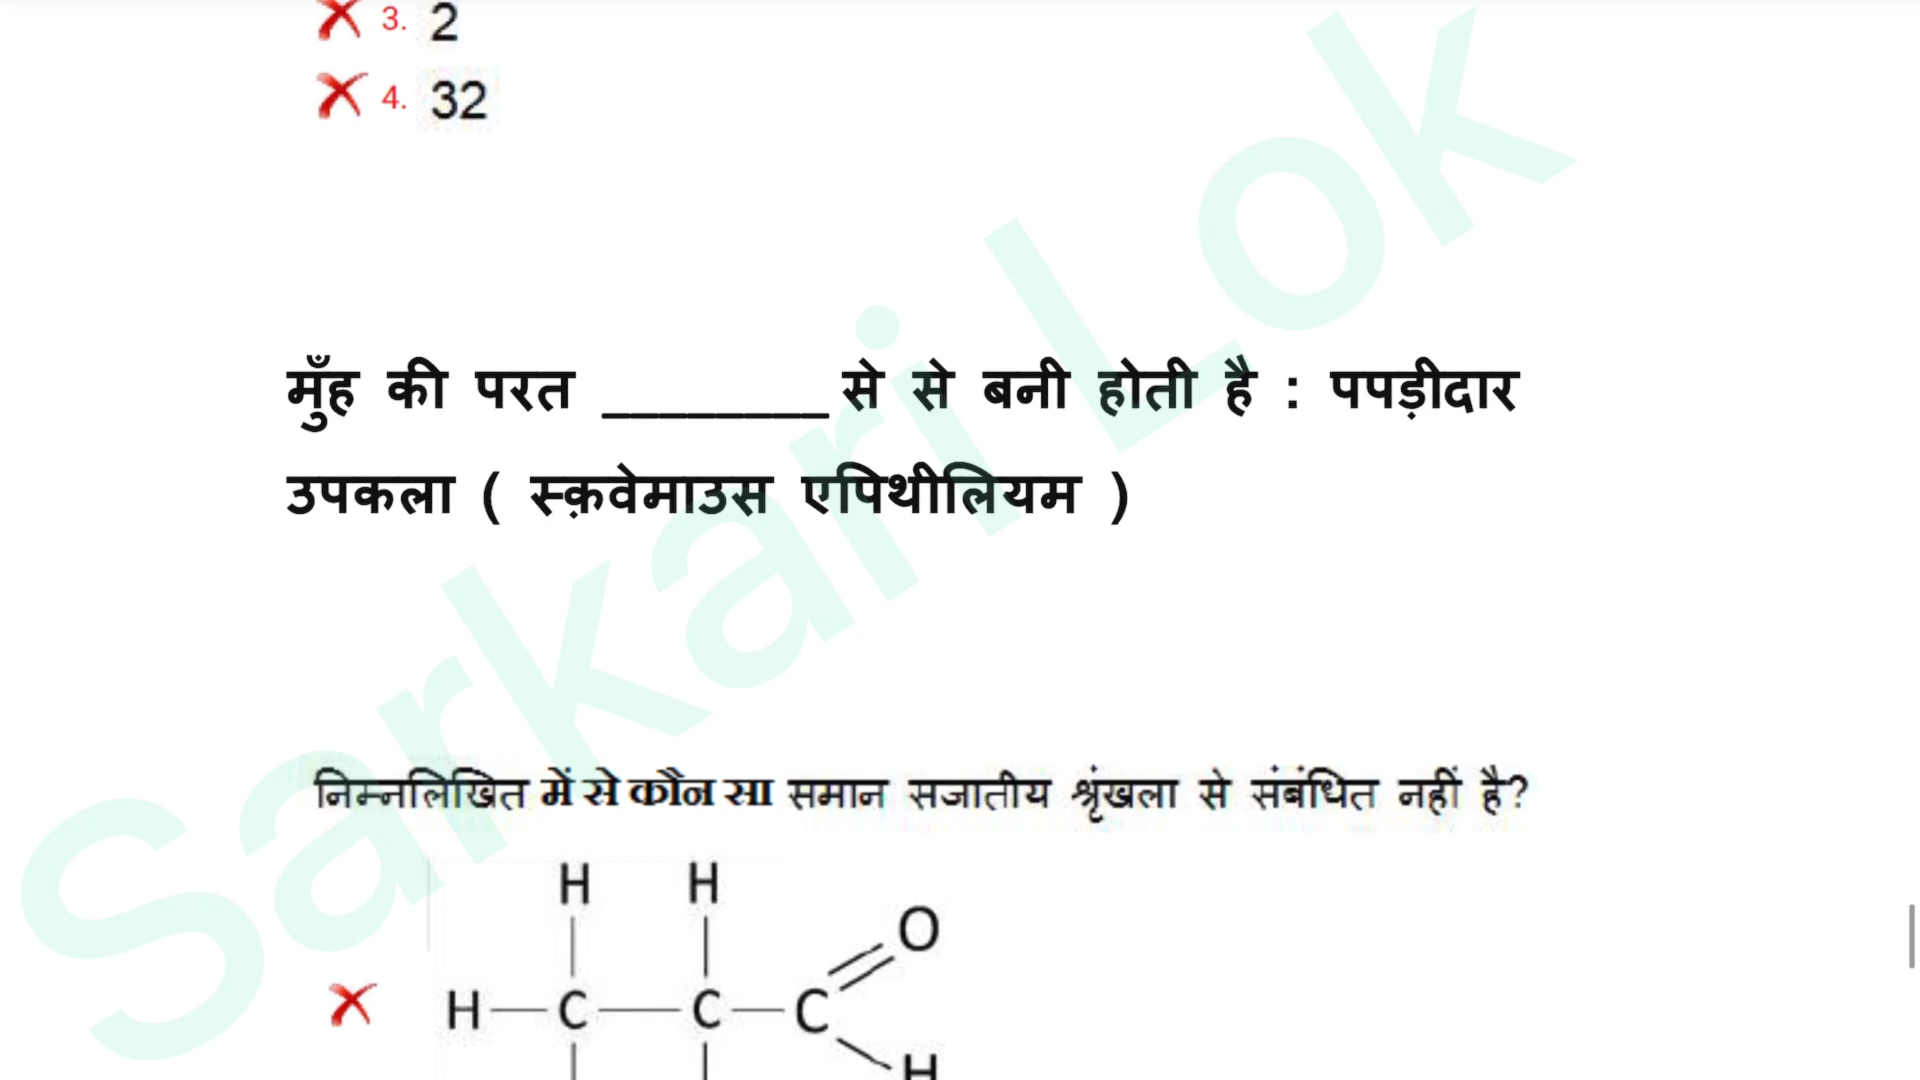 3. 2
4. 32
मुँह की परत ________ से से बनी होती है : पपड़ीदार
उपकला ( स्क़वेमाउस एपिथीलियम )
निम्नलिखित में से कौन सा समान सजातीय श्रृंखला से संबंधित नहीं है?
H H
O
H—C—C—C
H
Sarkari Lok